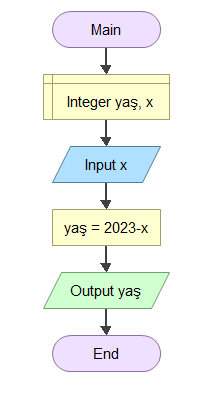 Main
Integer yaş, x
Input x
yaş = 2023-x
Output yaş
End